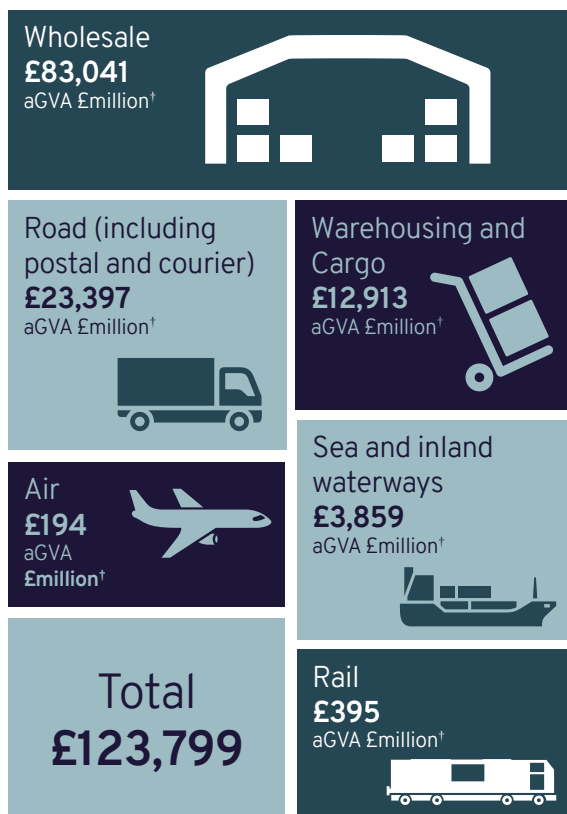 Wholesale
£83,041
aGVA £million†
Road (including
postal and courier)
£23,397
aGVA £million†
Warehousing and
Cargo
£12,913
aGVA £million†
Air
£194
aGVA
£million†
Sea and inland
waterways
£3,859
aGVA £million†
Total
£123,799
Rail
£395
aGVA £million†